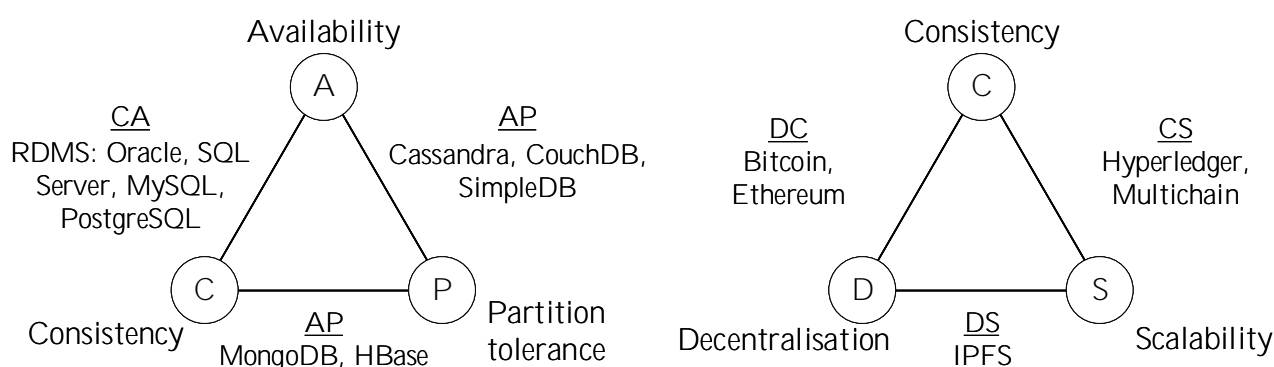 Availability
A
CA
RDMS: Oracle, SQL
Server, MySQL,
PostgreSQL
AP
Cassandra, CouchDB,
SimpleDB
C
P
Consistency
AP
MongoDB, HBase
Partition
tolerance
Consistency
C
DC
Bitcoin,
Ethereum
CS
Hyperledger,
Multichain
D
S
Decentralisation
DS
IPFS
Scalability